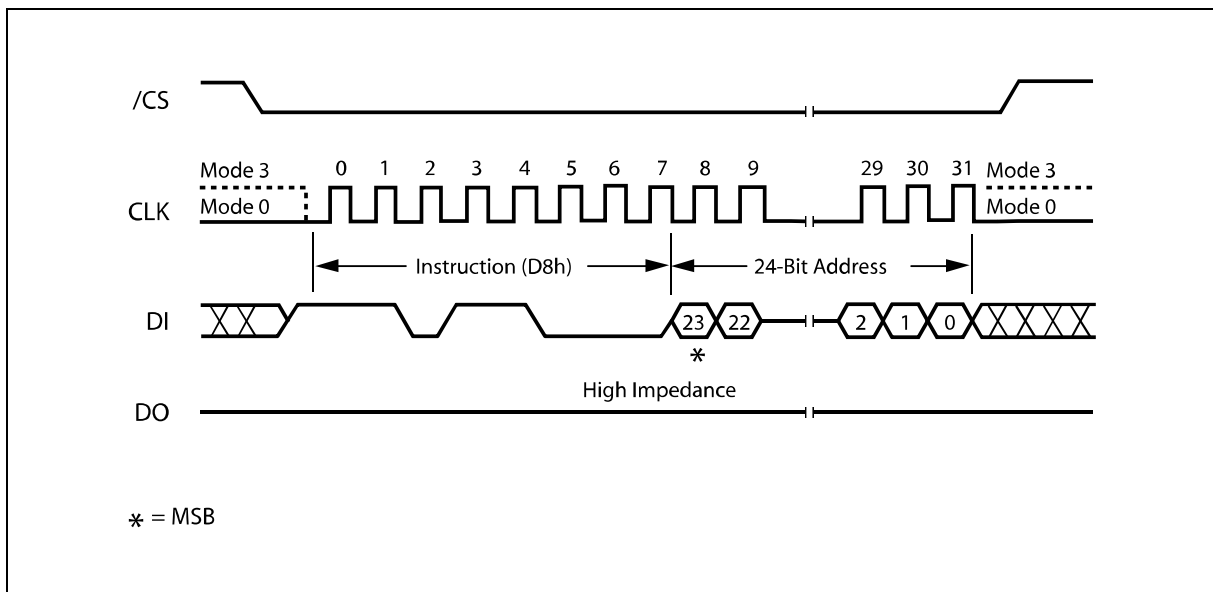 /CS
Mode 3 0 1 2 3 4 5 6 7 8 9 29 30 31 Mode 3
CLK Mode 0 Mode 0
Instruction (D8h) 24-Bit Address
DI 23 22 2 1 0
*
High Impedance
DO
* = MSB